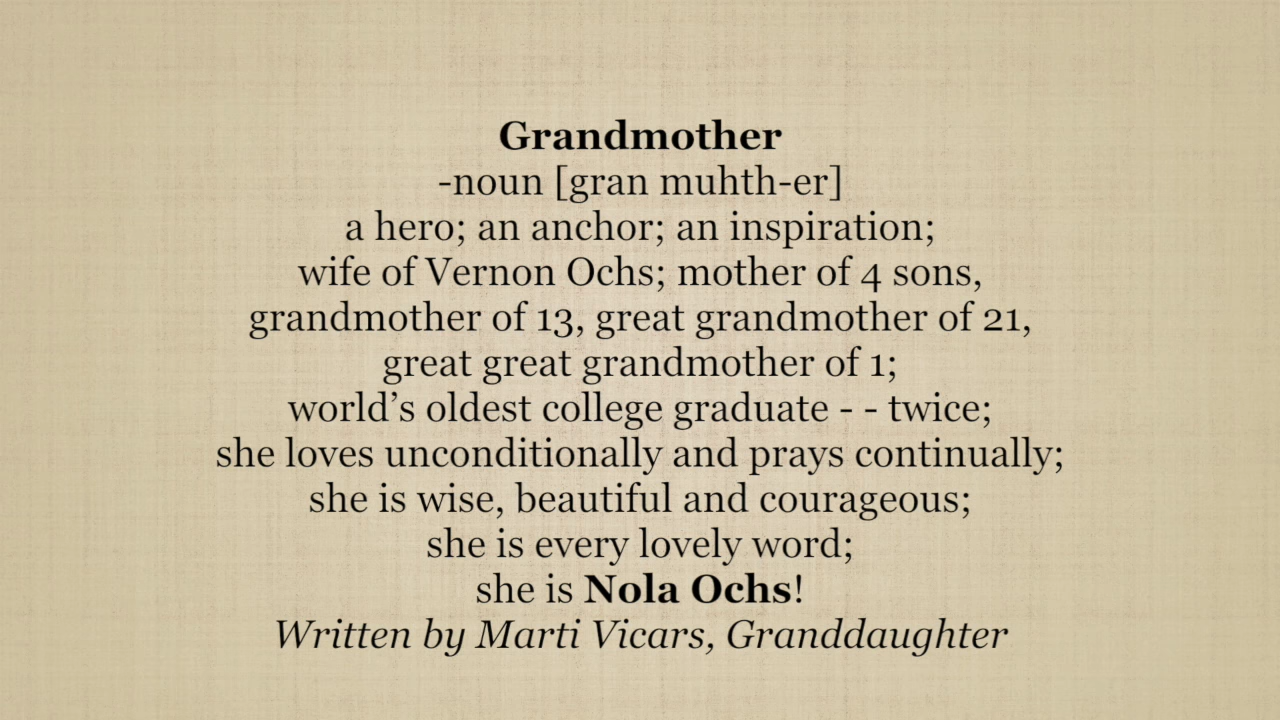 Grandmother
-noun [gran muhth-er]
a hero; an anchor; an inspiration;
wife of Vernon Ochs; mother of 4 sons,
grandmother of 13, great grandmother of 21,
great great grandmother of 1;
world’s oldest college graduate - - twice;
she loves unconditionally and prays continually;
she is wise, beautiful and courageous;
she is every lovely word;
she is Nola Ochs!
Written by Marti Vicars, Granddaughter